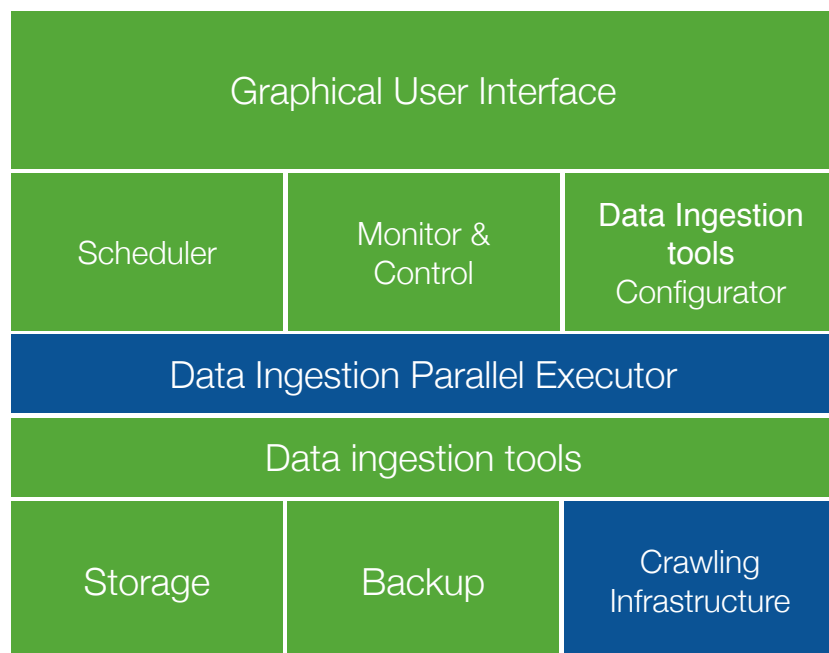 Graphical User Interface
Scheduler
Monitor &
Control
Data Ingestion
tools
Configurator
Data Ingestion Parallel Executor
Data ingestion tools
Storage
Backup
Crawling
Infrastructure